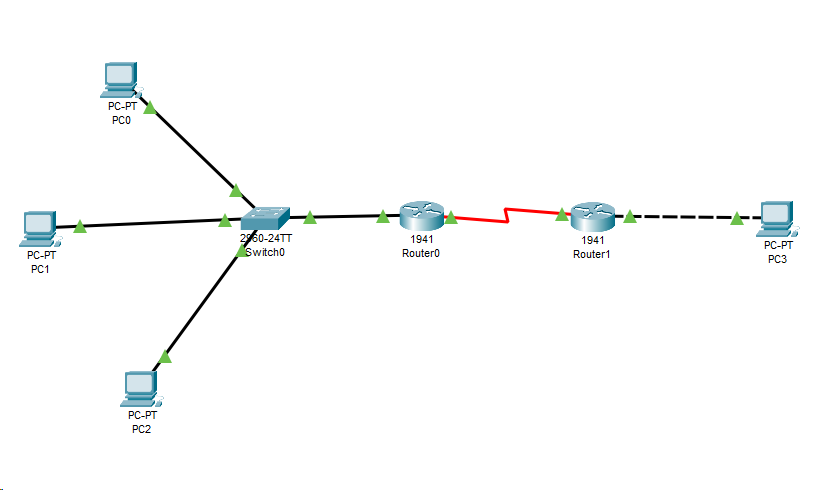 PC-PT
PC0
PC-PT
PC1
2960-24TT
Switch0
1941
Router0
1941
Router1
PC-PT
PC3
PC-PT
PC2